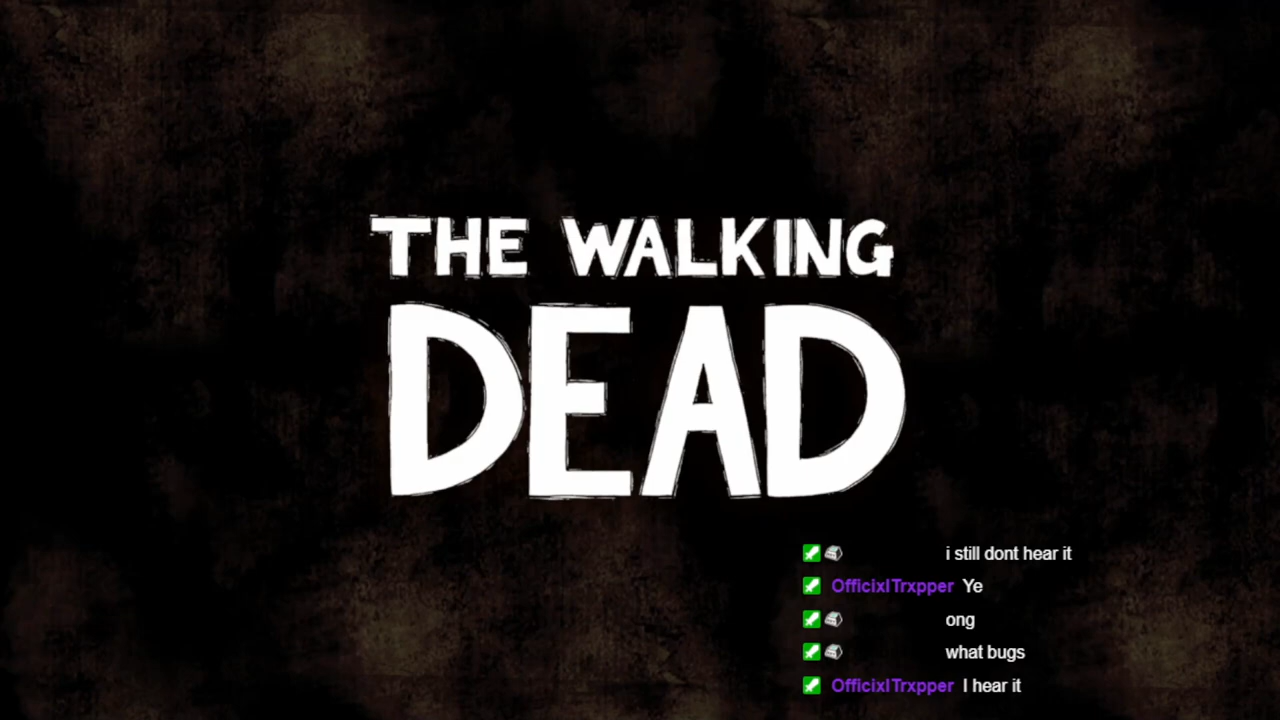 THE WALKING
DEAD
i still dont hear it
OfficixlTrxpper Ye
ong
what bugs
OfficixlTrxpper I hear it